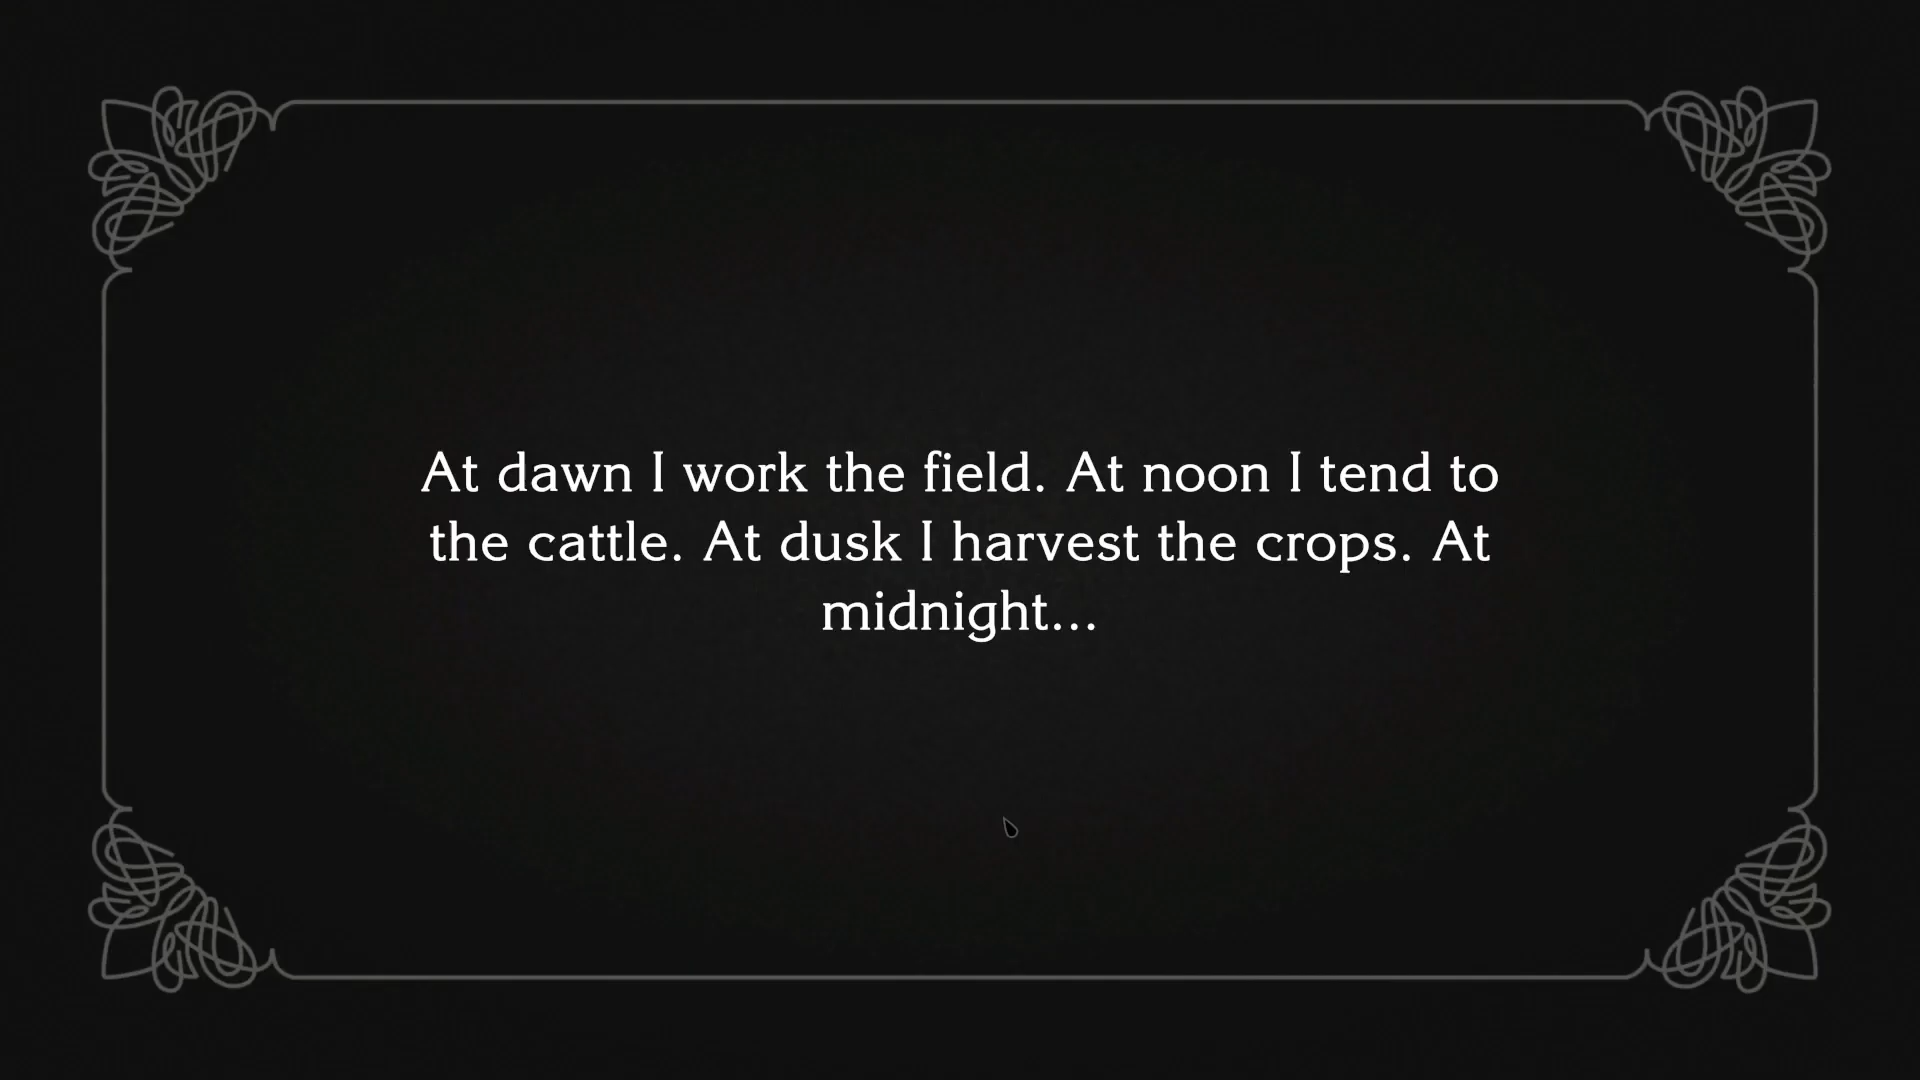 At dawn I work the field. At noon I tend to
the cattle. At dusk I harvest the crops. At
midnight...